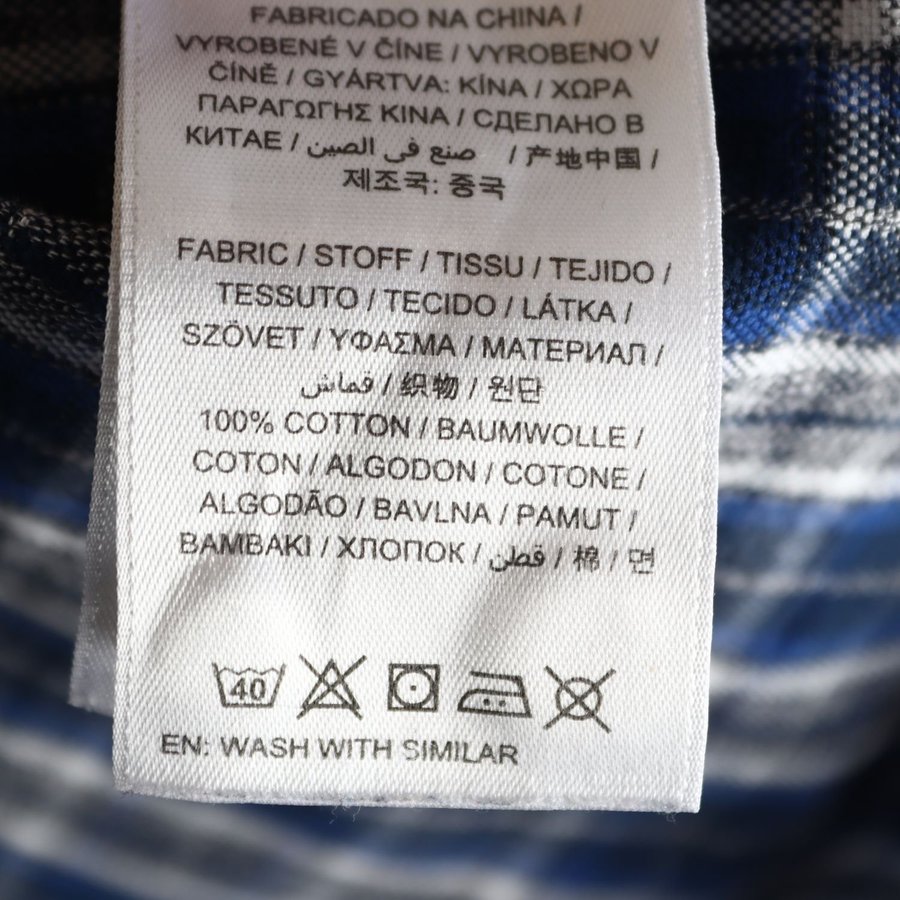 FABRICADO NA CHINA /
VYROBENÉ V ČÍNE / VYROBENO V
ČÍNĚ / GYÁRTVA: KÍNA / ΧΩΡΑ
ΠΑΡΑΓΩΓΗΣ ΚΙΝΑ / СДЕЛАНО В
КИТАЕ / صنع في الصين / 产地中国 /
제조국: 중국
FABRIC / STOFF / TISSU / TEJIDO /
TESSUTO / TECIDO / LÁTKA /
SZÖVET / ΥΦΑΣΜΑ / МАТЕРИАЛ /
قماش / 织物 / 원단
100% COTTON / BAUMWOLLE /
COTON / ALGODON / COTONE /
ALGODÃO / BAVLNA / PAMUT /
BAMBAKI / ХЛОПОК / قطن / 棉 / 면
40
EN: WASH WITH SIMILAR